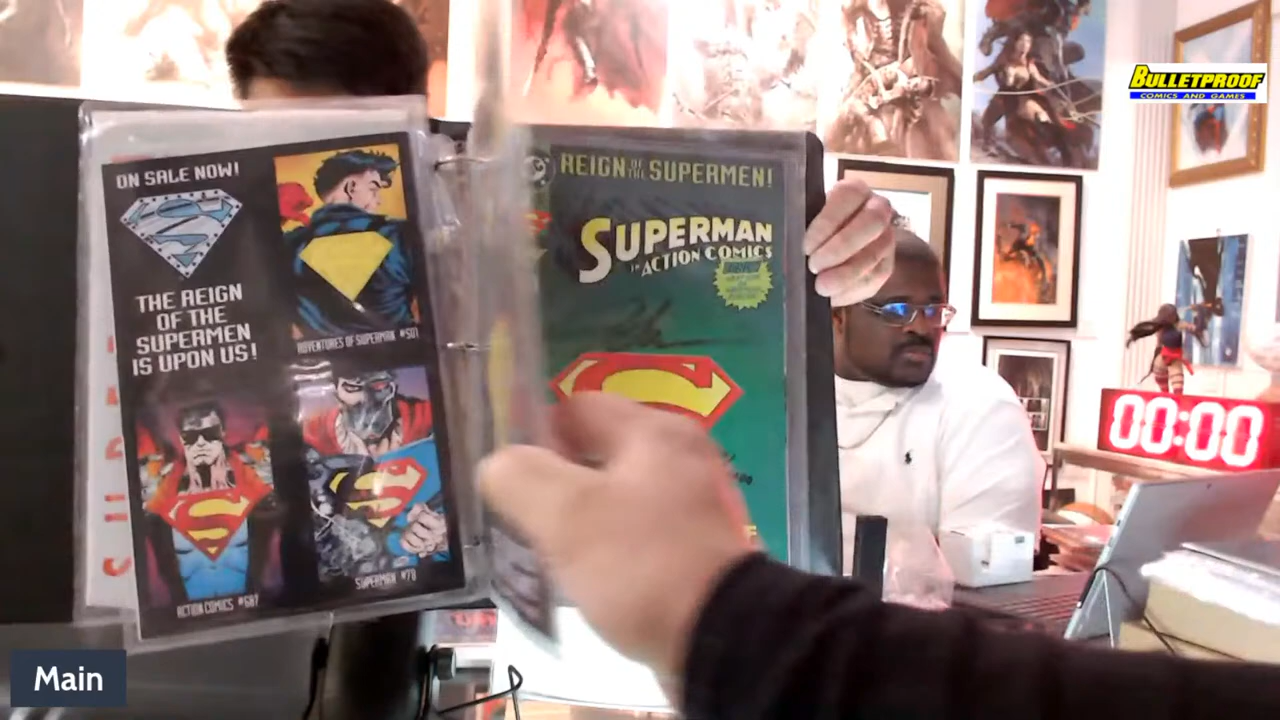 BULLETPROOF
COMICS AND GAMES
ON SALE NOW!
THE REIGN
OF THE
SUPERMEN
IS UPON US!
ADVENTURES OF SUPERMAN #501
ACTION COMICS #687
SUPERMAN #78
REIGN OF THE SUPERMEN!
SUPERMAN
IN ACTION COMICS
00:00
Main